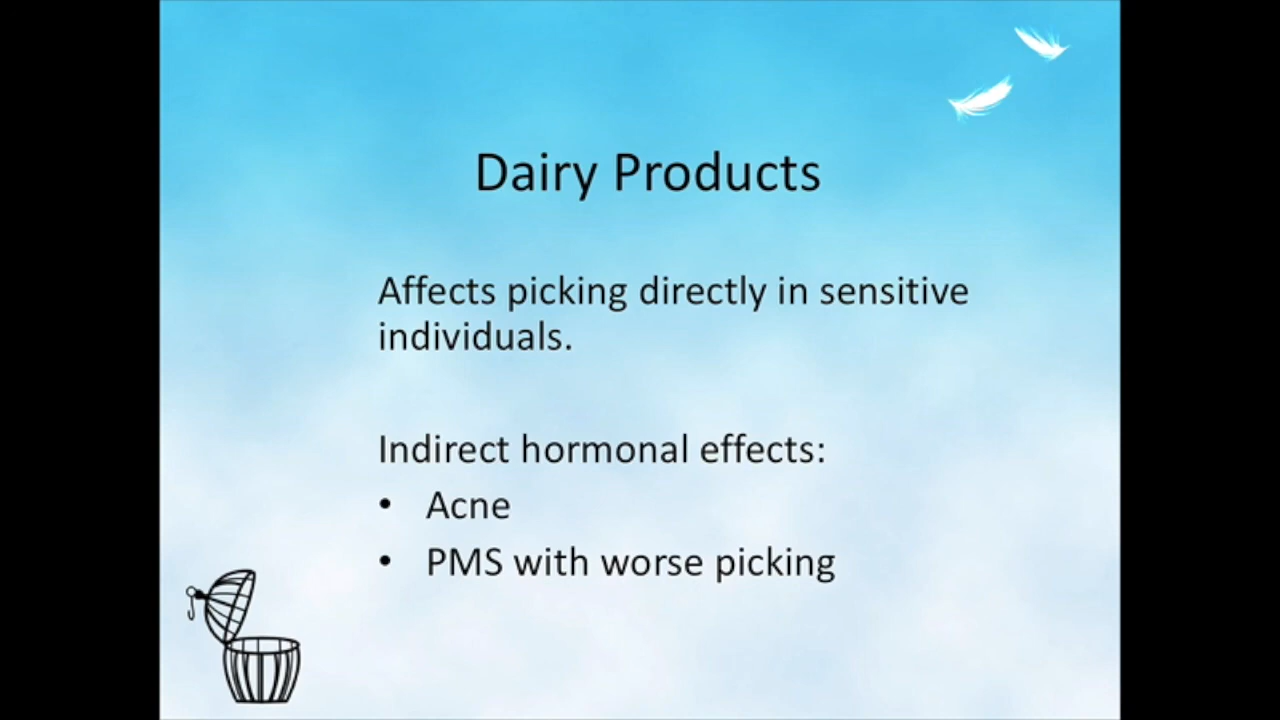 Dairy Products
Affects picking directly in sensitive
individuals.
Indirect hormonal effects:
• Acne
• PMS with worse picking